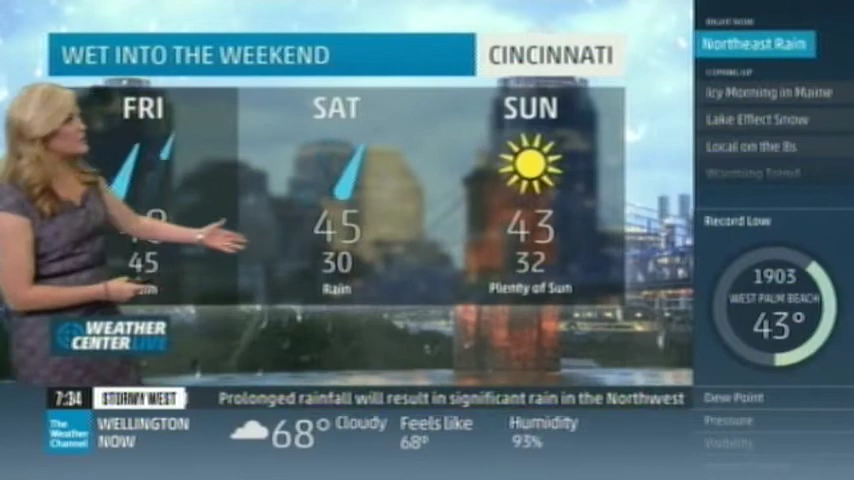 WET INTO THE WEEKEND
CINCINNATI
FRI
SAT
SUN
45
45
30
Rain
43
32
Plenty of Sun
WEATHER
CENTER LIVE
RIGHT NOW
Northeast Rain
COMING UP
Icy Morning in Maine
Lake Effect Snow
Local on the 8s
Warming Trend
Record Low
1903
WEST PALM BEACH
43°
Dew Point
Pressure
Visibility
7:34
STORMY WEST
Prolonged rainfall will result in significant rain in the Northwest
The
Weather
Channel
WELLINGTON
NOW
68° Cloudy
Feels like
68°
Humidity
93%